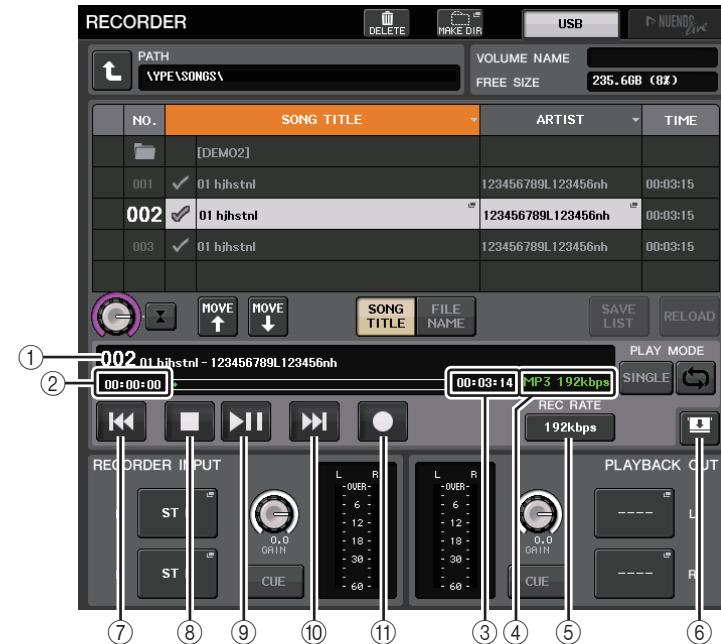 RECORDER
DELETE
MAKE DIR
USB
NUENDO Live
PATH
\YPE\SONGS\
VOLUME NAME
FREE SIZE 235.6GB (8%)
NO. SONG TITLE ARTIST TIME
[DEMO2]
001 01 hjhstnl 123456789L123456nh 00:03:15
002 01 hjhstnl 123456789L123456nh 00:03:15
003 01 hjhstnl 123456789L123456nh 00:03:15
MOVE MOVE
SONG TITLE
FILE NAME
SAVE LIST
RELOAD
① 002 01 hjhstnl - 123456789L123456nh
PLAY MODE
② 00:00:00 00:03:14 MP3 192kbps SINGLE
REC RATE
192kbps
RECORDER INPUT
PLAYBACK OUT
L R L R
-OVER- -OVER-
ST ---- L
- 6 - - 6 -
- 12 - - 12 -
0.0 - 18 - - 18 - 0.0
GAIN - 30 - - 30 - GAIN
ST ---- R
CUE - 60 - - 60 - CUE
⑦ ⑧ ⑨ ⑩ ⑪ ③ ④ ⑤ ⑥